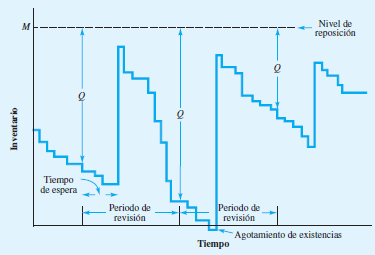 M
Nivel de
reposición
Q
Q
Q
Inventario
Tiempo
de espera
Periodo de
revisión
Periodo de
revisión
Agotamiento de existencias
Tiempo